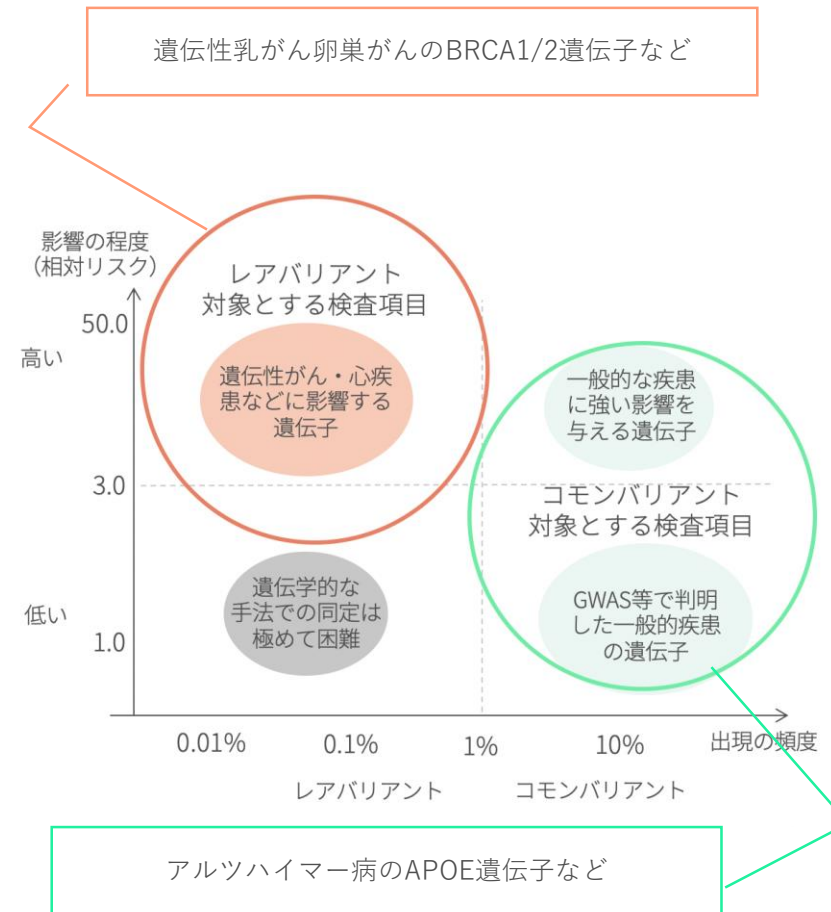 遺伝性乳がん卵巣がんのBRCA1/2遺伝子など
影響の程度
(相対リスク)
レアバリアント
対象とする検査項目
50.0
高い
遺伝性がん・心疾
患などに影響する
遺伝子
一般的な疾患
に強い影響を
与える遺伝子
3.0
コモンバリアント
対象とする検査項目
遺伝学的な
手法での同定は
極めて困難
GWAS等で判明
した一般的疾患
の遺伝子
低い
1.0
0.01%
0.1%
1%
10%
出現の頻度
レアバリアント
コモンバリアント
アルツハイマー病のAPOE遺伝子など